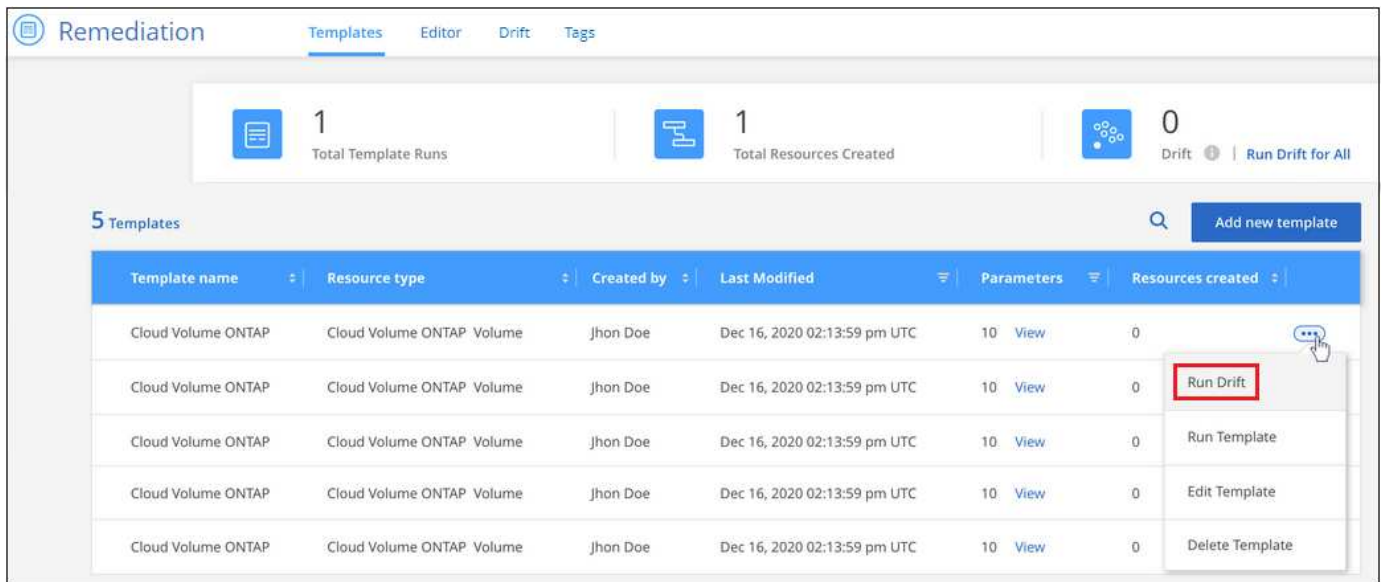 Remediation Templates Editor Drift Tags
1 1 0
Total Template Runs Total Resources Created Drift | Run Drift for All
5 Templates Add new template
Template name Resource type Created by Last Modified Parameters Resources created
Cloud Volume ONTAP Cloud Volume ONTAP Volume Jhon Doe Dec 16, 2020 02:13:59 pm UTC 10 View 0
Cloud Volume ONTAP Cloud Volume ONTAP Volume Jhon Doe Dec 16, 2020 02:13:59 pm UTC 10 View 0 Run Drift
Cloud Volume ONTAP Cloud Volume ONTAP Volume Jhon Doe Dec 16, 2020 02:13:59 pm UTC 10 View 0 Run Template
Cloud Volume ONTAP Cloud Volume ONTAP Volume Jhon Doe Dec 16, 2020 02:13:59 pm UTC 10 View 0 Edit Template
Cloud Volume ONTAP Cloud Volume ONTAP Volume Jhon Doe Dec 16, 2020 02:13:59 pm UTC 10 View 0 Delete Template